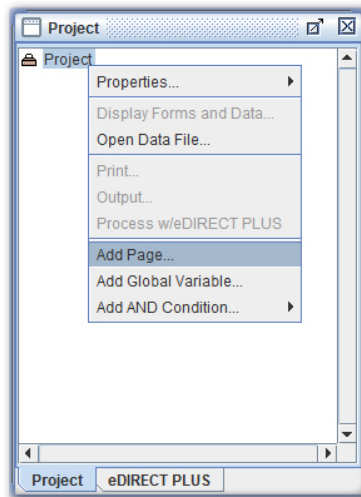 Project
Project
Properties...
Display Forms and Data...
Open Data File...
Print...
Output...
Process w/eDIRECT PLUS
Add Page...
Add Global Variable...
Add AND Condition...
Project eDIRECT PLUS